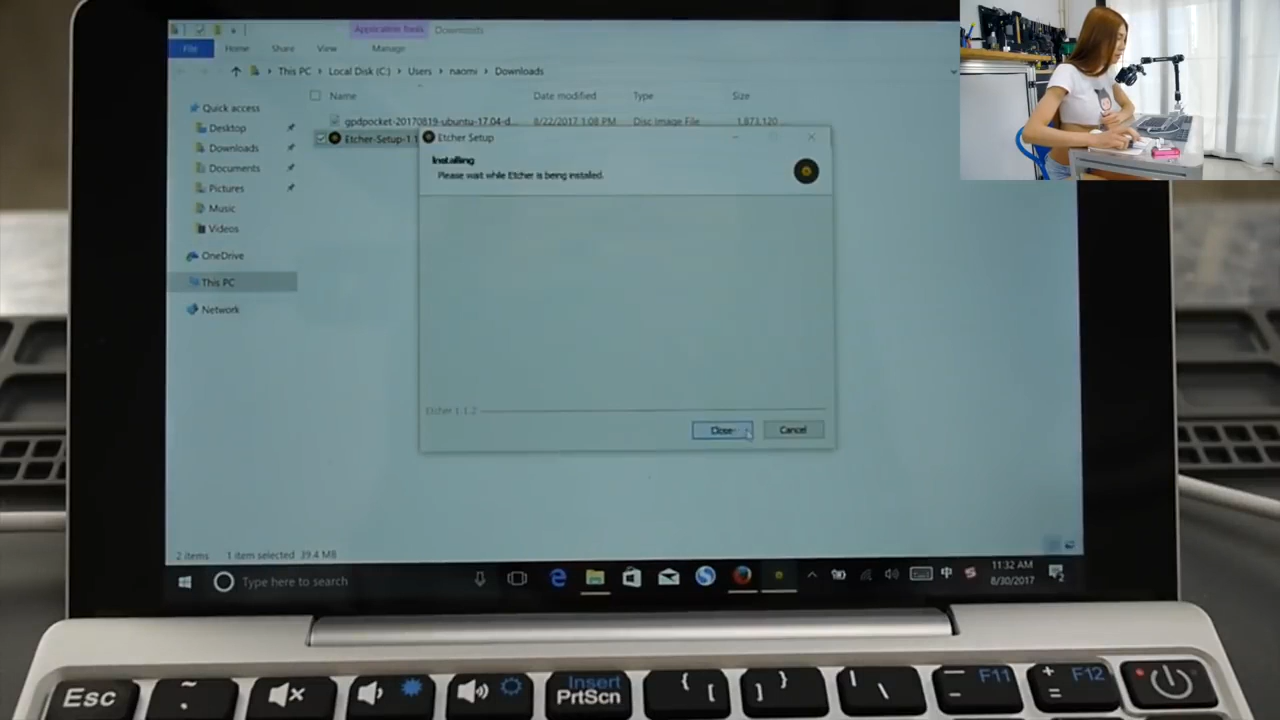 Application Tools Downloads
File Home Share View Manage
This PC > Local Disk (C:) > Users > naomi > Downloads
Name Date modified Type Size
gpdpocket-20170819-ubuntu-17.04-d... 8/22/2017 1:08 PM Disc Image File 1,873,120
Etcher-Setup-1.1
Quick access
Desktop
Downloads
Documents
Pictures
Music
Videos
OneDrive
This PC
Network
Etcher Setup
Installing
Please wait while Etcher is being installed.
Etcher 1.1.2
Close Cancel
2 items 1 item selected 39.4 MB
Type here to search
中
11:32 AM
8/30/2017
2
Esc ~ ` Insert PrtScn { [ ] } | \ — - F11 + = F12